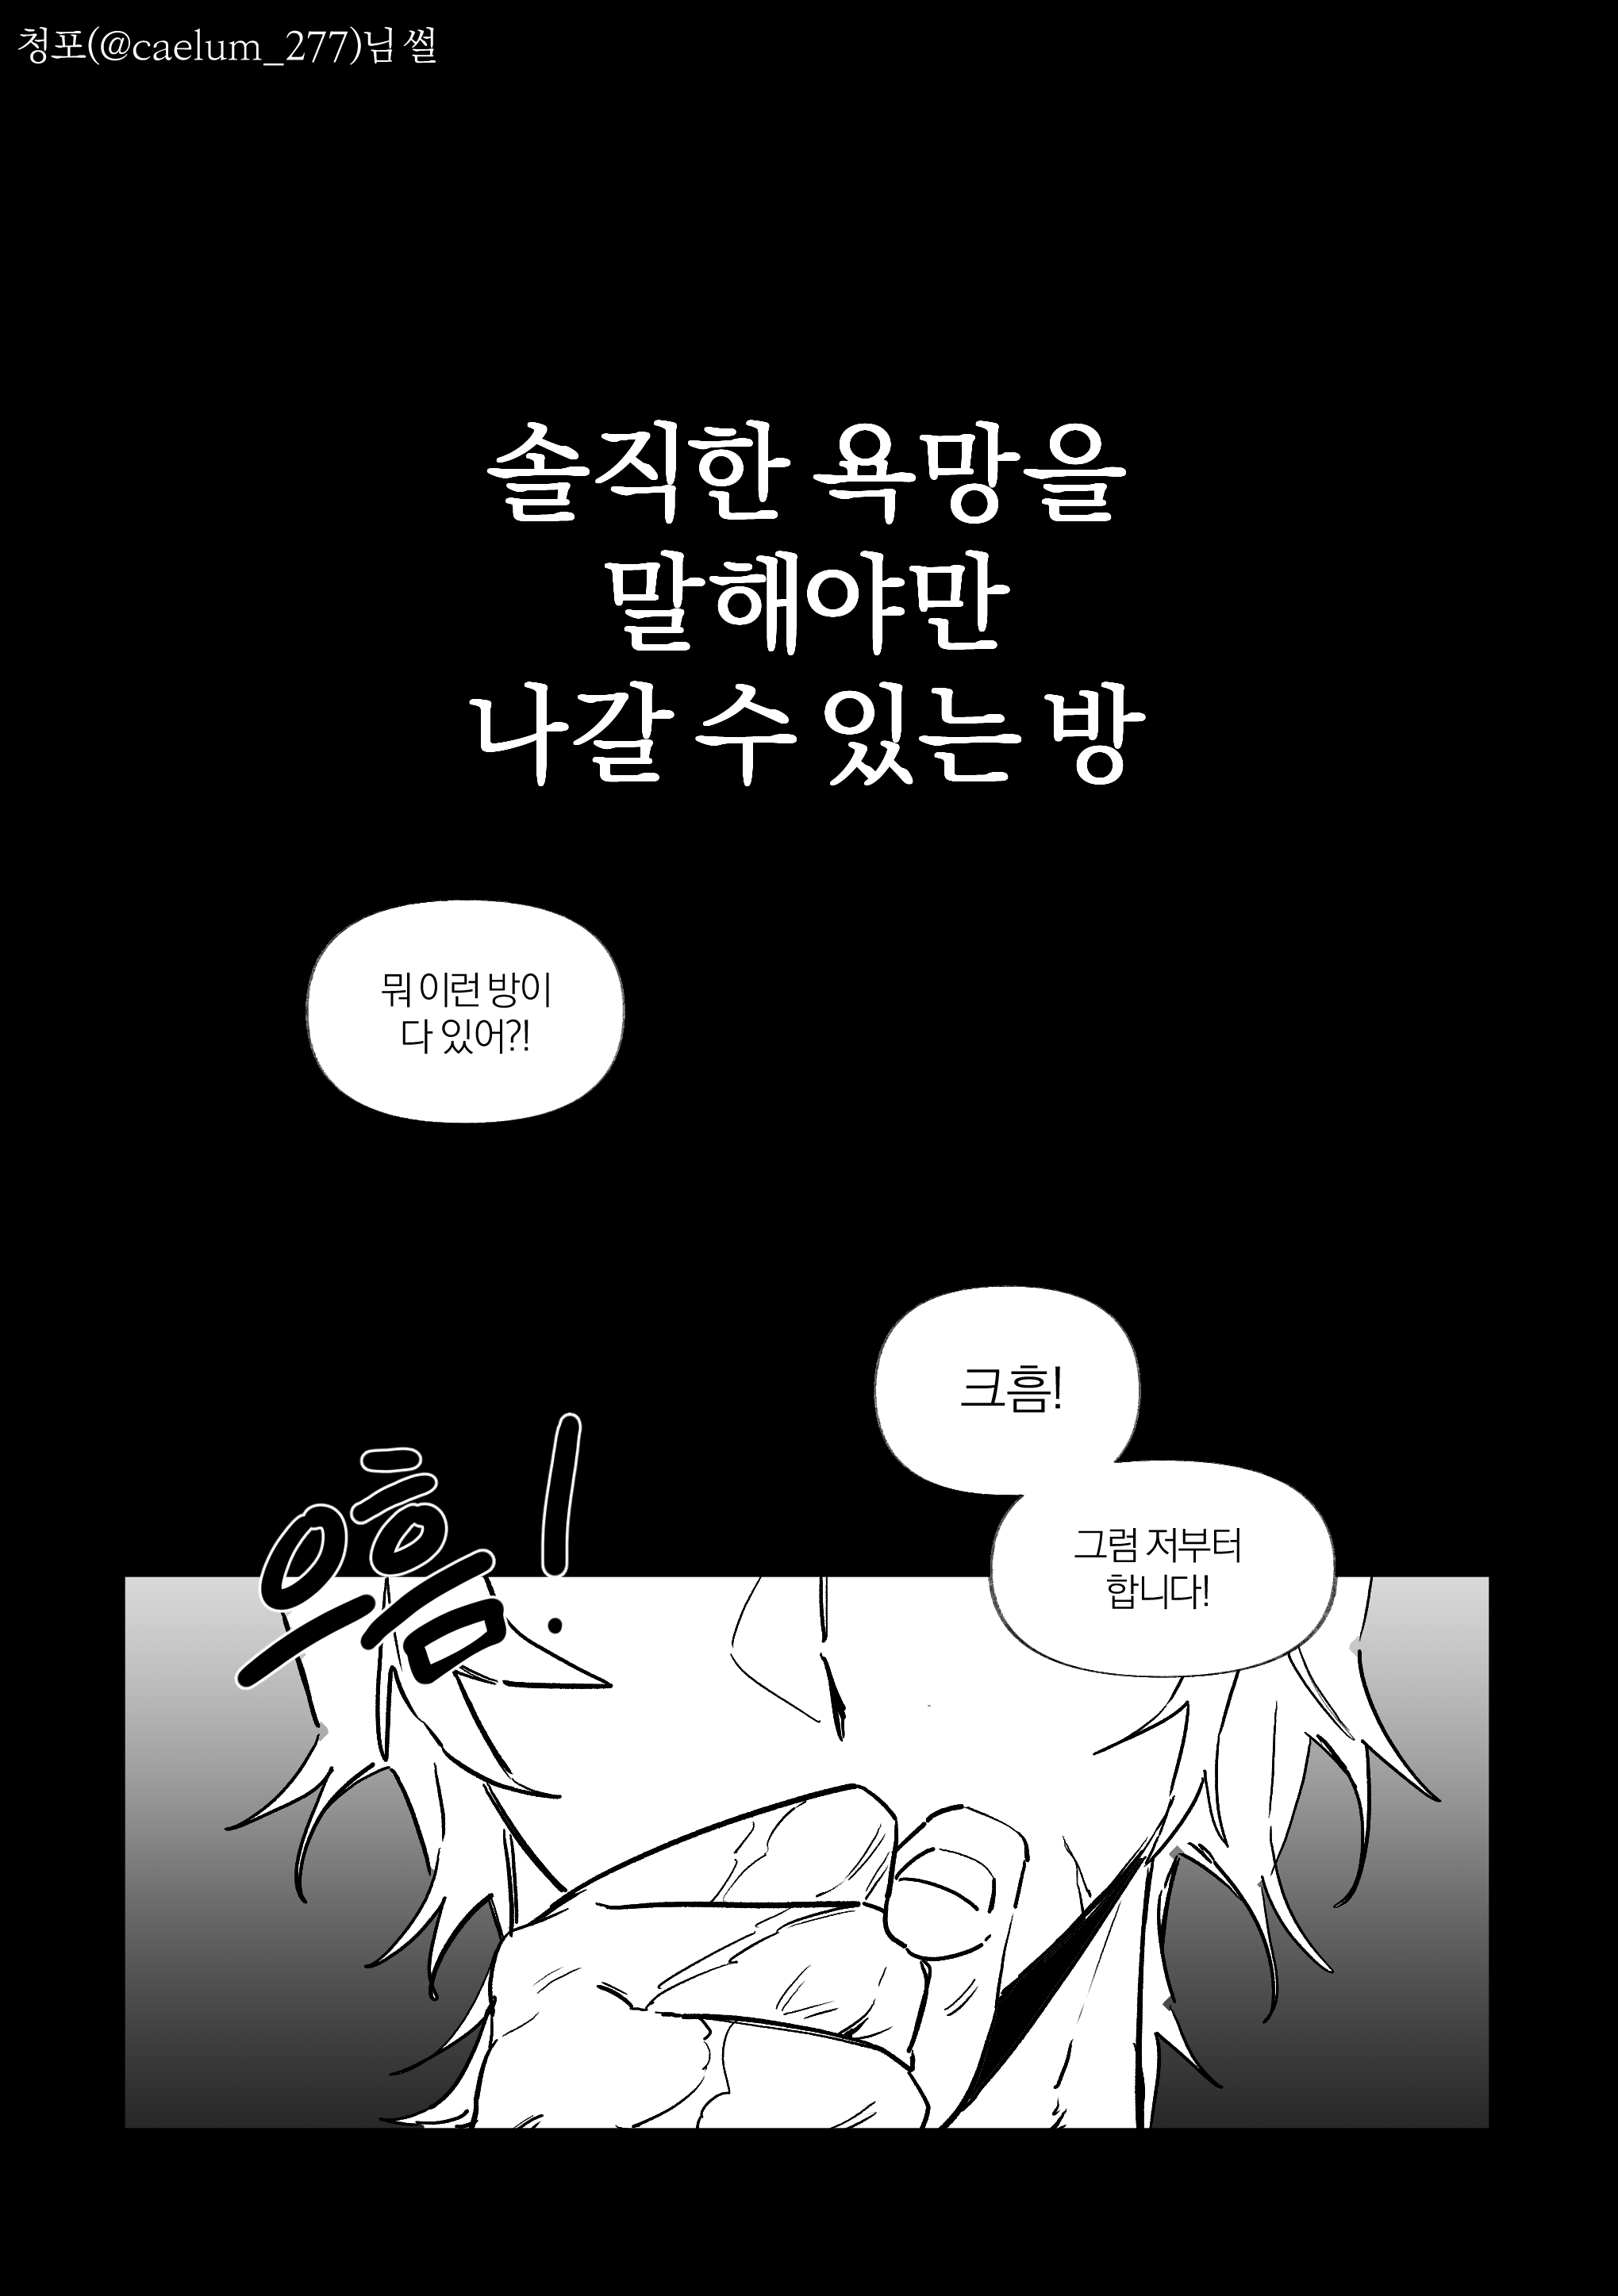 청포(@caelum_277)님 썰
솔직한 욕망을
말해야만
나갈 수 있는 방
뭐 이런 방이
다 있어?!
크흠!
그럼 저부터
합니다!
으흠!